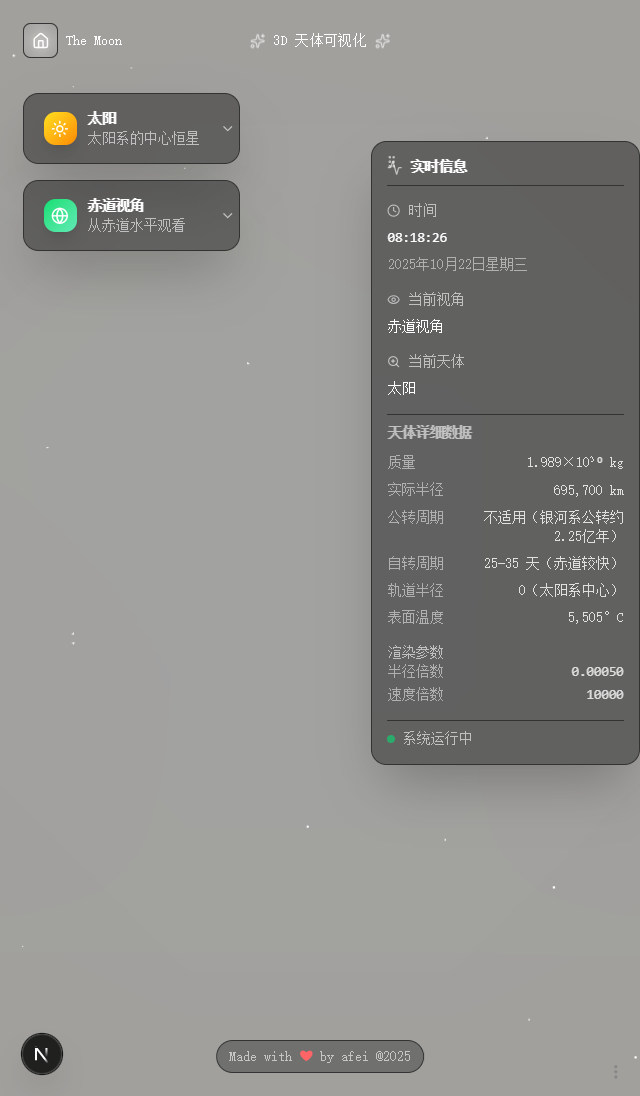 The Moon
3D 天体可视化
太阳
太阳系的中心恒星
赤道视角
从赤道水平观看
实时信息
时间
08:18:26
2025年10月22日星期三
当前视角
赤道视角
当前天体
太阳
天体详细数据
质量 1.989×10³⁰ kg
实际半径 695,700 km
公转周期 不适用（银河系公转约
2.25亿年）
自转周期 25-35 天（赤道较快）
轨道半径 0（太阳系中心）
表面温度 5,505°C
渲染参数
半径倍数 0.00050
速度倍数 10000
系统运行中
N
Made with ❤ by afei @2025